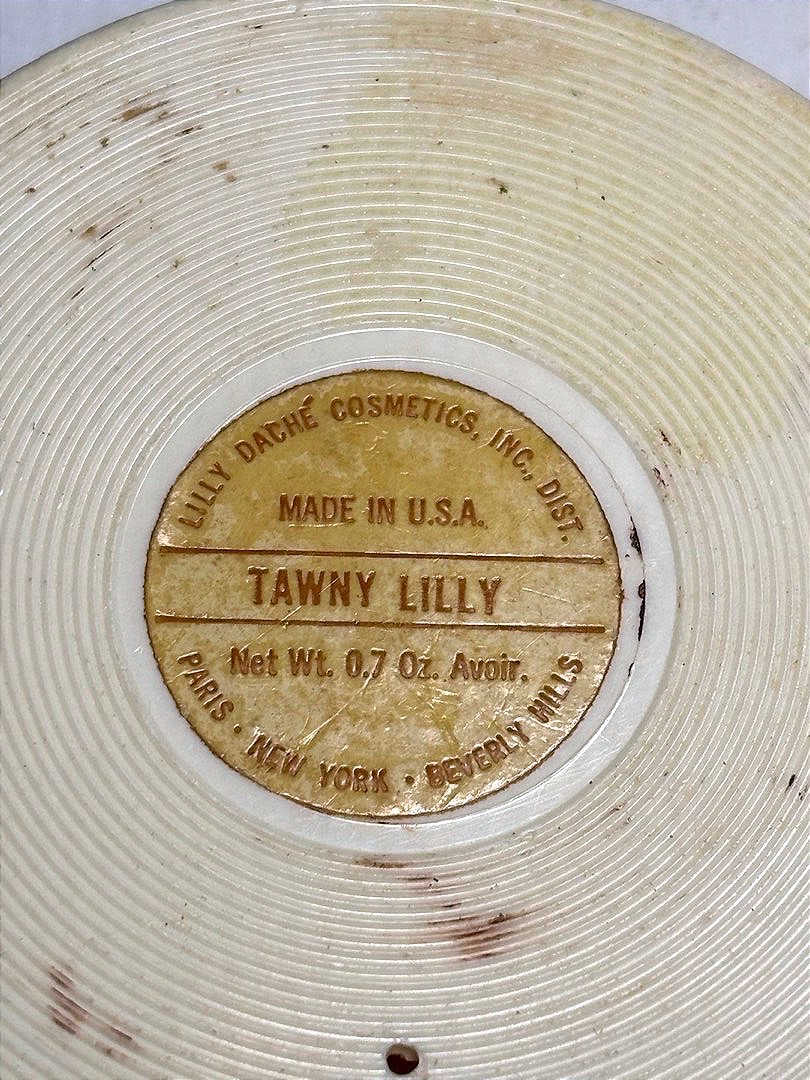 LILLY DACHÉ COSMETICS, INC., DIST.
MADE IN U.S.A.
TAWNY LILLY
Net Wt. 0.7 Oz. Avoir.
PARIS · NEW YORK · BEVERLY HILLS